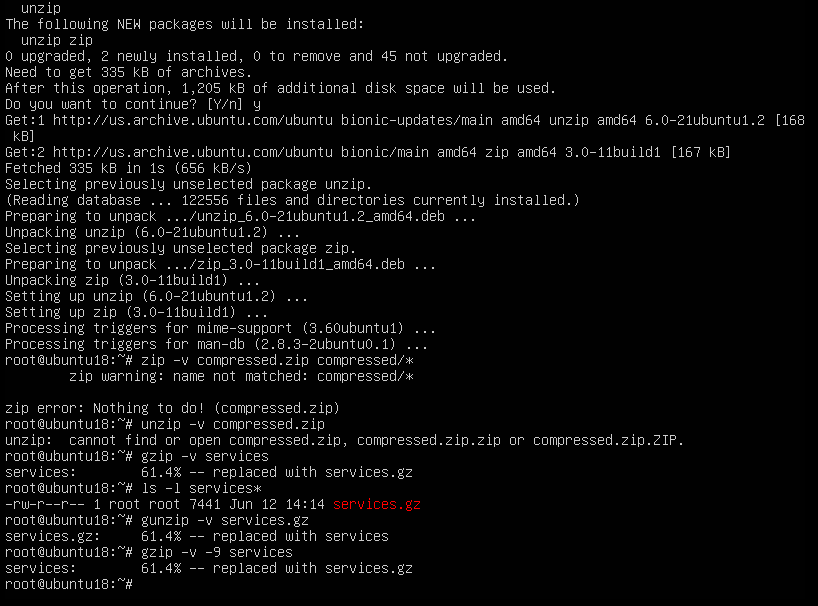 unzip
The following NEW packages will be installed:
  unzip zip
0 upgraded, 2 newly installed, 0 to remove and 45 not upgraded.
Need to get 335 kB of archives.
After this operation, 1,205 kB of additional disk space will be used.
Do you want to continue? [Y/n] y
Get:1 http://us.archive.ubuntu.com/ubuntu bionic-updates/main amd64 unzip amd64 6.0-21ubuntu1.2 [168
 kB]
Get:2 http://us.archive.ubuntu.com/ubuntu bionic/main amd64 zip amd64 3.0-11build1 [167 kB]
Fetched 335 kB in 1s (656 kB/s)
Selecting previously unselected package unzip.
(Reading database ... 122556 files and directories currently installed.)
Preparing to unpack .../unzip_6.0-21ubuntu1.2_amd64.deb ...
Unpacking unzip (6.0-21ubuntu1.2) ...
Selecting previously unselected package zip.
Preparing to unpack .../zip_3.0-11build1_amd64.deb ...
Unpacking zip (3.0-11build1) ...
Setting up unzip (6.0-21ubuntu1.2) ...
Setting up zip (3.0-11build1) ...
Processing triggers for mime-support (3.60ubuntu1) ...
Processing triggers for man-db (2.8.3-2ubuntu0.1) ...
root@ubuntu18:~# zip -v compressed.zip compressed/*
        zip warning: name not matched: compressed/*

zip error: Nothing to do! (compressed.zip)
root@ubuntu18:~# unzip -v compressed.zip
unzip:  cannot find or open compressed.zip, compressed.zip.zip or compressed.zip.ZIP.
root@ubuntu18:~# gzip -v services
services:        61.4% -- replaced with services.gz
root@ubuntu18:~# ls -l services*
-rw-r--r-- 1 root root 7441 Jun 12 14:14 services.gz
root@ubuntu18:~# gunzip -v services.gz
services.gz:     61.4% -- replaced with services
root@ubuntu18:~# gzip -v -9 services
services:        61.4% -- replaced with services.gz
root@ubuntu18:~#